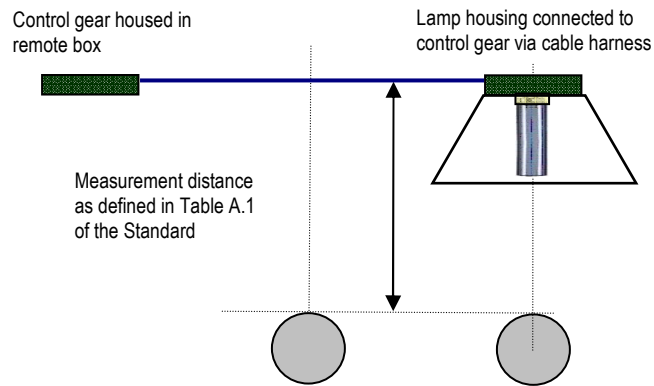 Control gear housed in
remote box
Lamp housing connected to
control gear via cable harness
Measurement distance
as defined in Table A.1
of the Standard